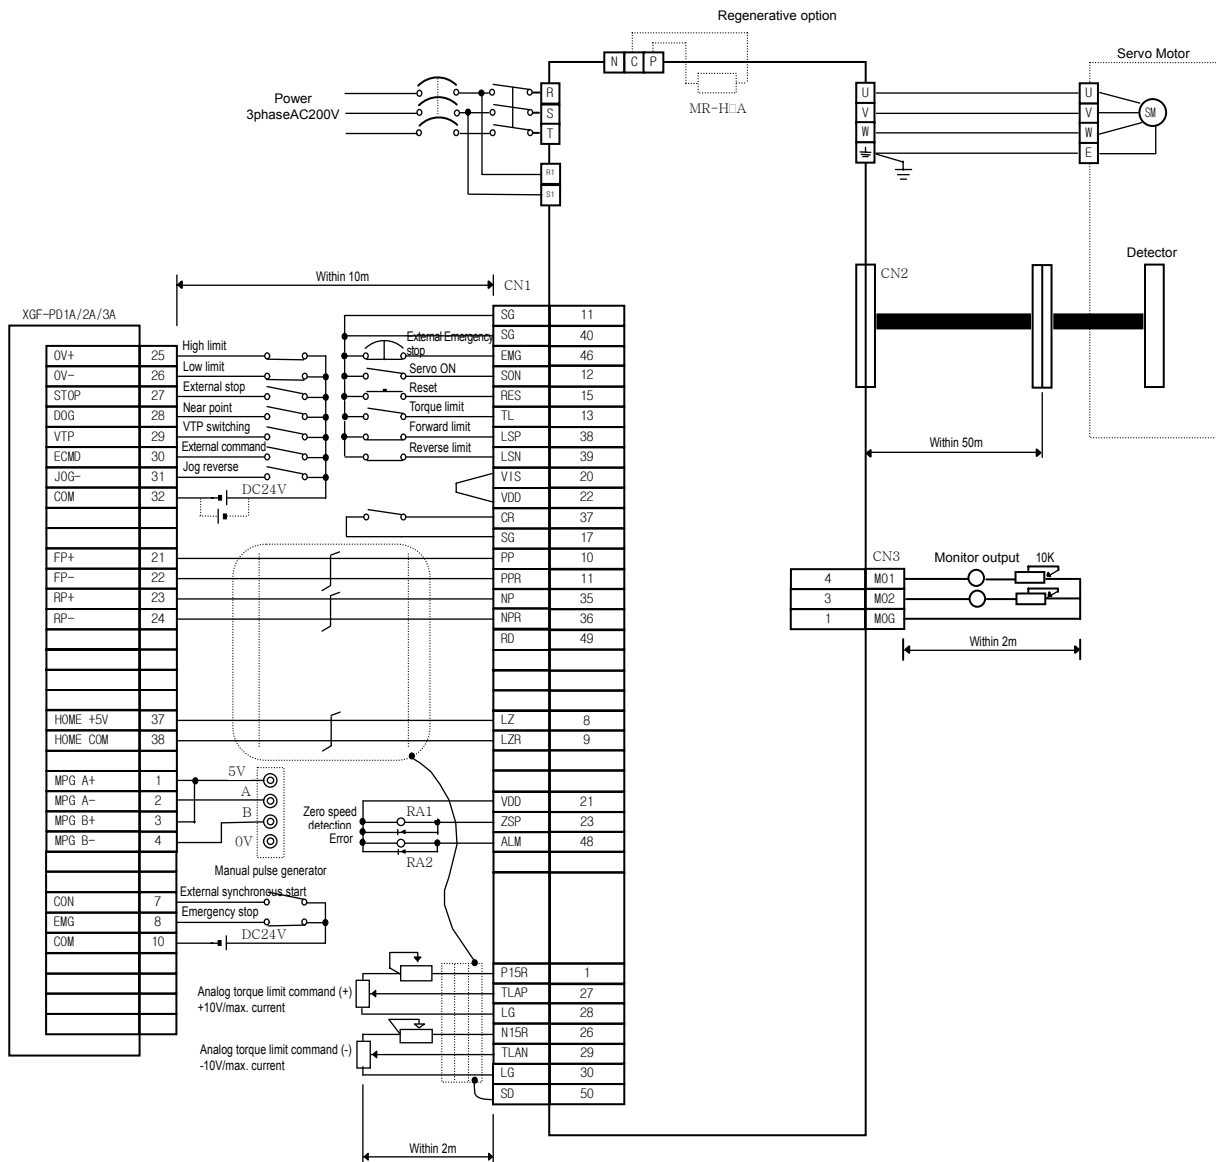 Regenerative option
Servo Motor
N C P
MR-H□A
Power
3phaseAC200V
R
S
T
R1
S1
U
V
W
U
V
W
E
SM
Detector
CN2
Within 50m
Within 10m
CN1
XGF-PD1A/2A/3A
0V+ 25 High limit
0V- 26 Low limit
STOP 27 External stop
DOG 28 Near point
VTP 29 VTP switching
ECMD 30 External command
JOG- 31 Jog reverse
COM 32 DC24V
FP+ 21
FP- 22
RP+ 23
RP- 24
HOME +5V 37
HOME COM 38
MPG A+ 1 5V
MPG A- 2 A
MPG B+ 3 B
MPG B- 4 0V
Manual pulse generator
CON 7 External synchronous start
EMG 8 Emergency stop
COM 10 DC24V
SG 11
SG 40
External Emergency
stop
EMG 46
Servo ON SON 12
Reset RES 15
Torque limit TL 13
Forward limit LSP 38
Reverse limit LSN 39
VIS 20
VDD 22
CR 37
SG 17
PP 10
PPR 11
NP 35
NPR 36
RD 49
LZ 8
LZR 9
VDD 21
Zero speed
detection
RA1 ZSP 23
Error ALM 48
RA2
P15R 1
Analog torque limit command (+)
+10V/max. current
TLAP 27
LG 28
N15R 26
Analog torque limit command (-)
-10V/max. current
TLAN 29
LG 30
SD 50
Within 2m
CN3 Monitor output 10K
4 MO1
3 MO2
1 MOG
Within 2m